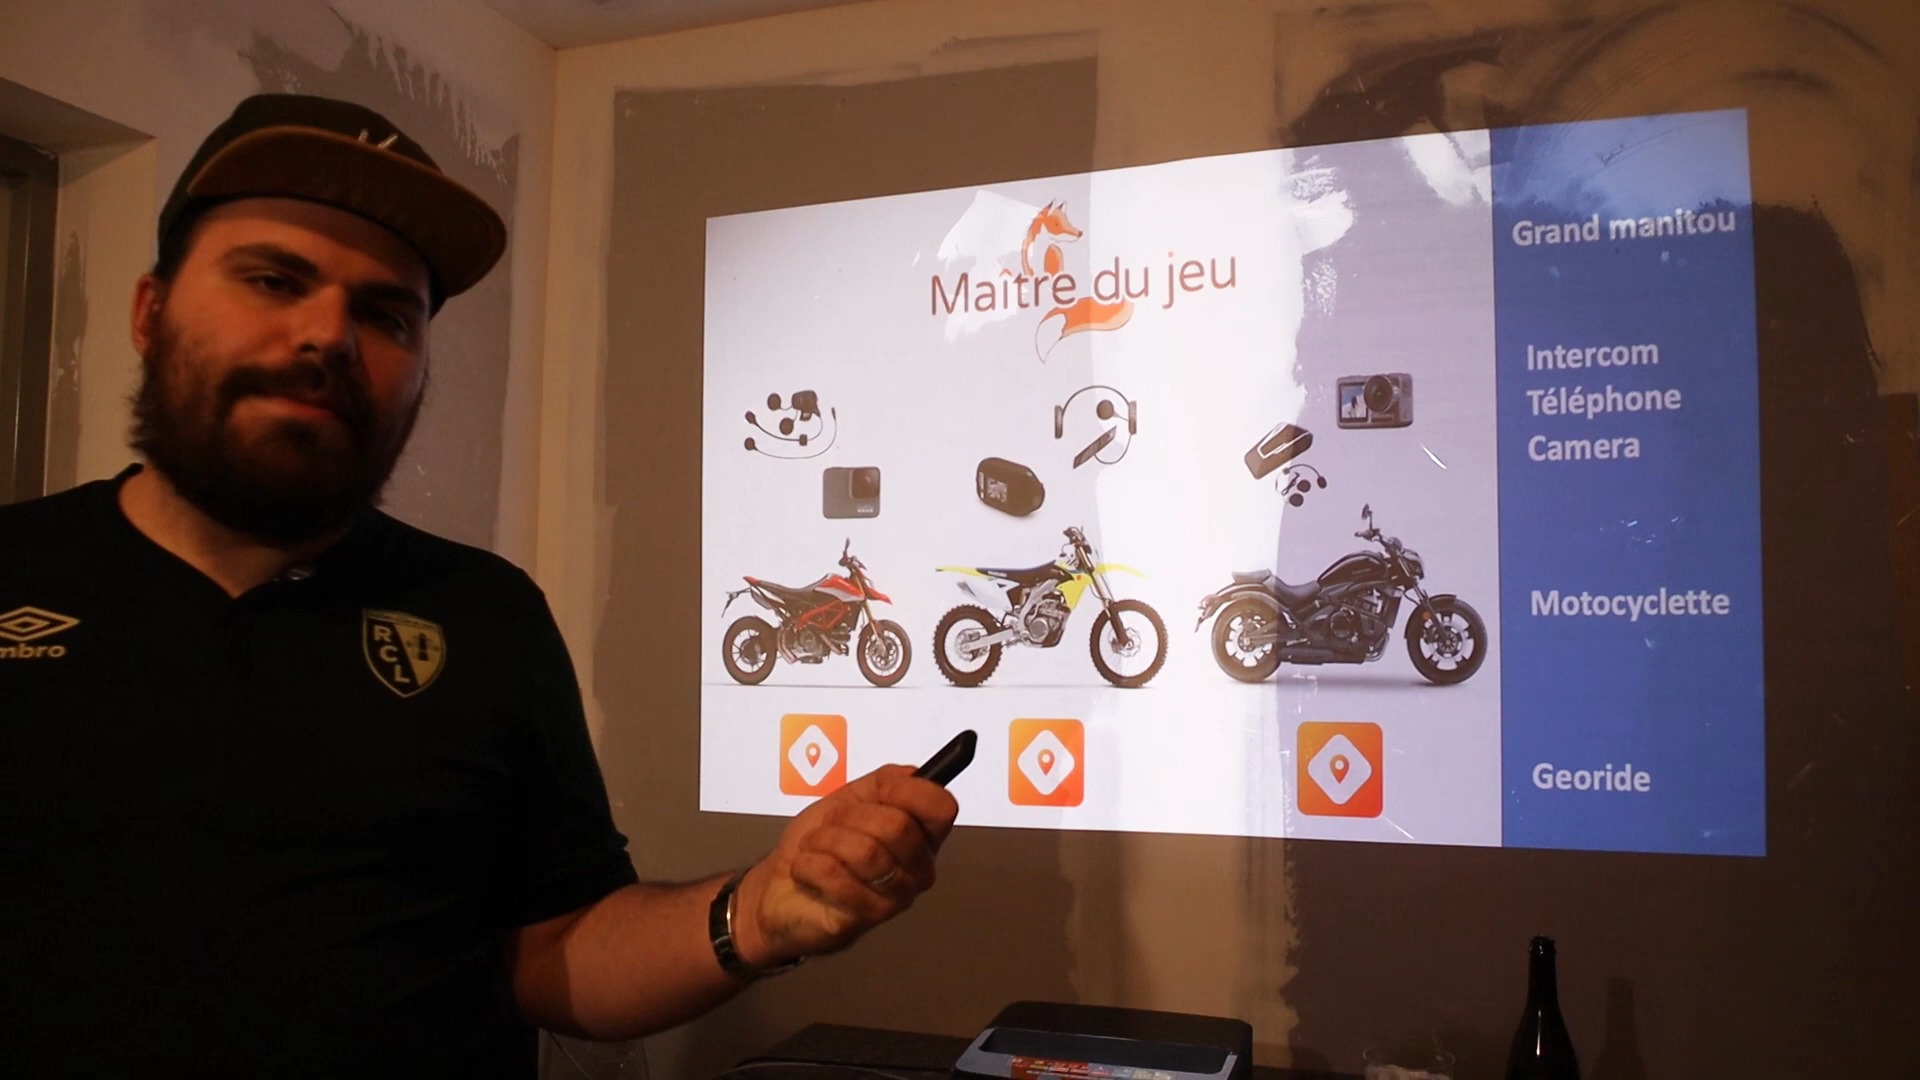 Maître du jeu
Grand manitou
Intercom
Téléphone
Camera
Motocyclette
Georide
mbro
RCL